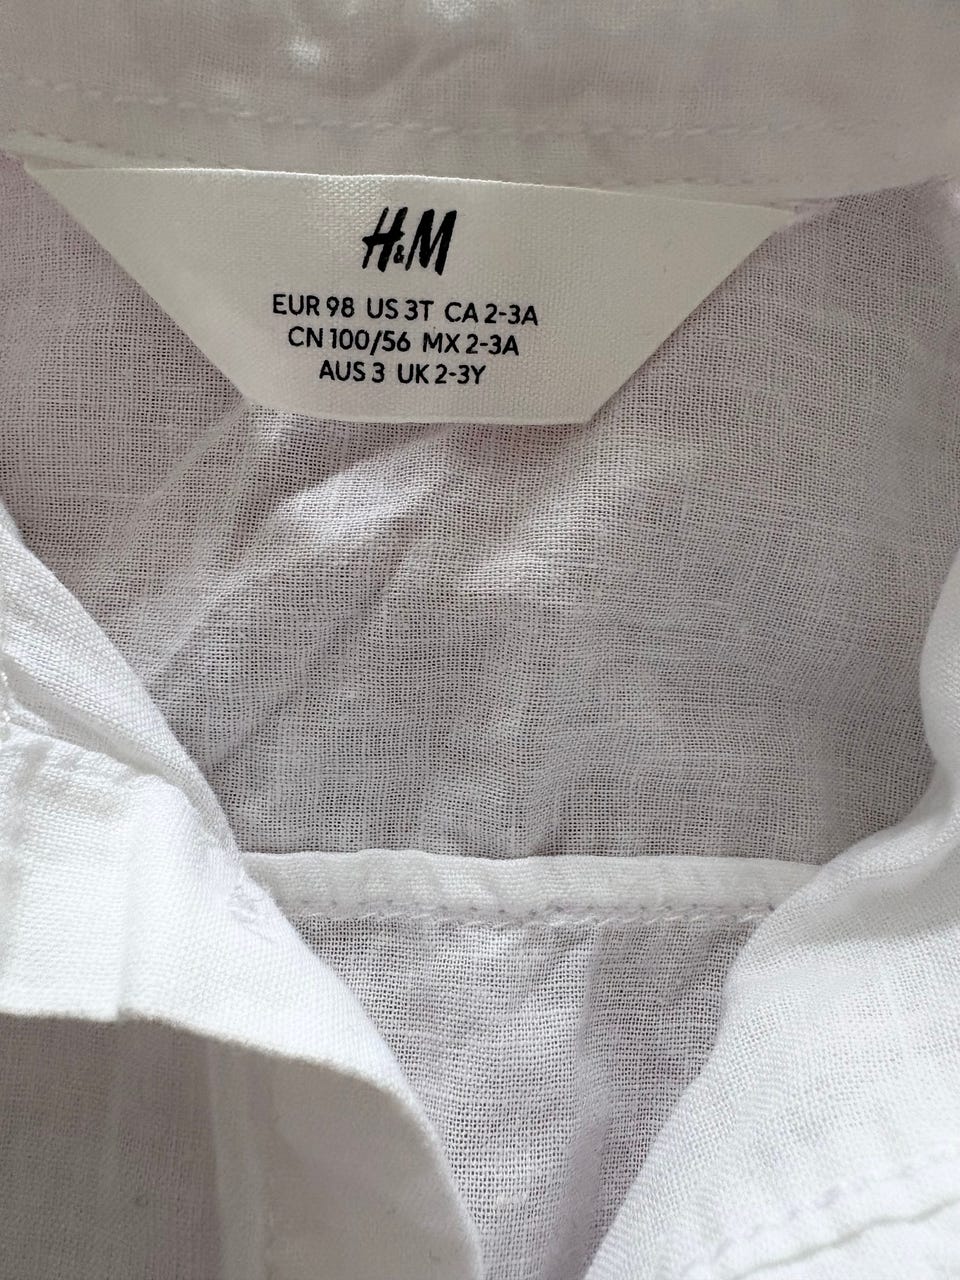 H&M
EUR 98 US 3T CA 2-3A
CN 100/56 MX 2-3A
AUS 3 UK 2-3Y